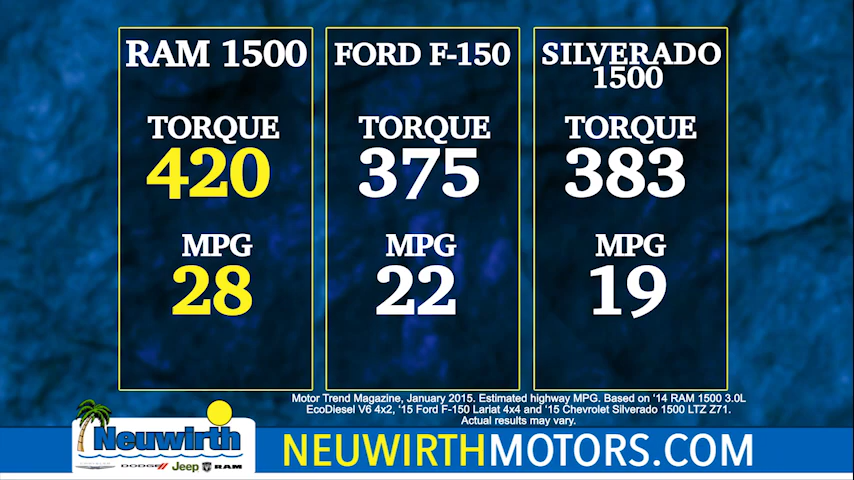 RAM 1500
TORQUE
420
MPG
28
FORD F-150
TORQUE
375
MPG
22
SILVERADO
1500
TORQUE
383
MPG
19
Motor Trend Magazine, January 2015. Estimated highway MPG. Based on '14 RAM 1500 3.0L
EcoDiesel V6 4x2, '15 Ford F-150 Lariat 4x4 and '15 Chevrolet Silverado 1500 LTZ Z71.
Actual results may vary.
Neuwirth
CHRYSLER DODGE Jeep RAM
NEUWIRTHMOTORS.COM